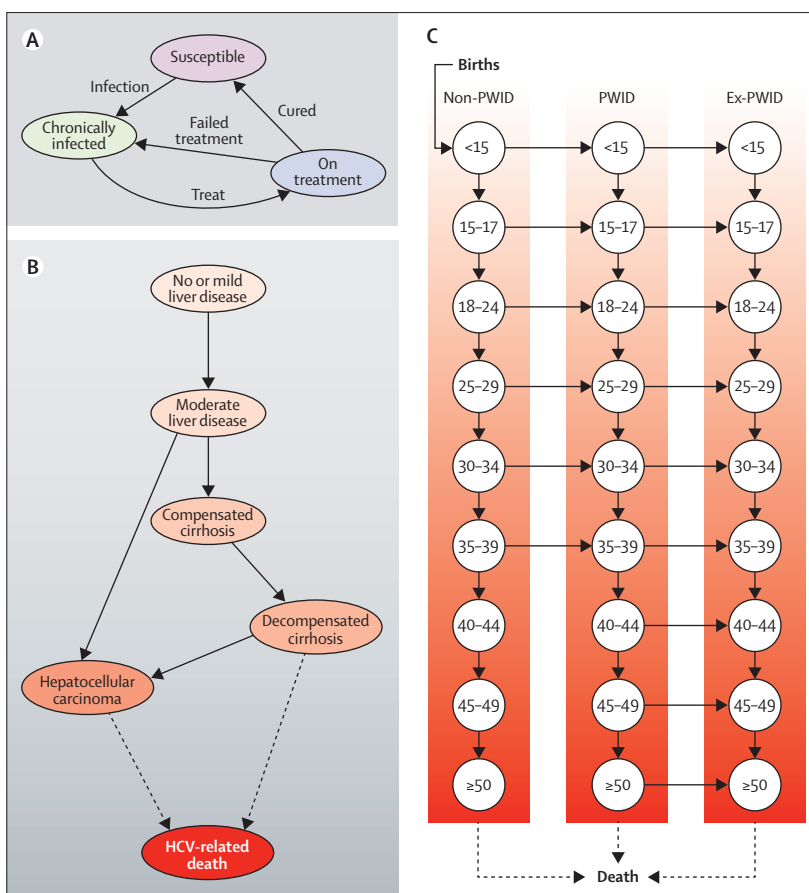 A
Susceptible
Infection
Cured
Chronically
infected
Failed
treatment
On
treatment
Treat
B
No or mild
liver disease
Moderate
liver disease
Compensated
cirrhosis
Decompensated
cirrhosis
Hepatocellular
carcinoma
HCV-related
death
C
Births
Non-PWID PWID Ex-PWID
<15 <15 <15
15–17 15–17 15–17
18–24 18–24 18–24
25–29 25–29 25–29
30–34 30–34 30–34
35–39 35–39 35–39
40–44 40–44 40–44
45–49 45–49 45–49
≥50 ≥50 ≥50
Death